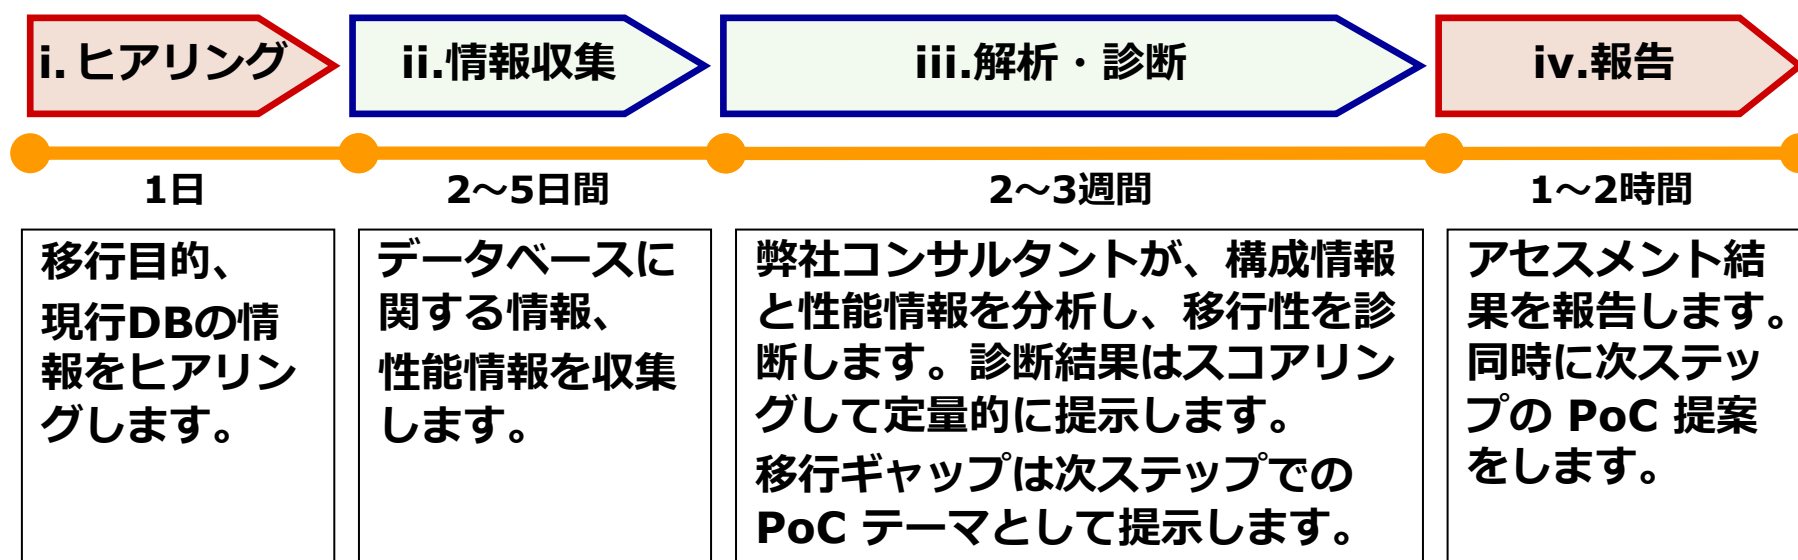 i. ヒアリング
ii.情報収集
iii.解析・診断
iv.報告
1日
2～5日間
2～3週間
1～2時間
移行目的、
現行DBの情
報をヒアリン
グします。
データベースに
関する情報、
性能情報を収集
します。
弊社コンサルタントが、構成情報
と性能情報を分析し、移行性を診
断します。診断結果はスコアリン
グして定量的に提示します。
移行ギャップは次ステップでの
PoC テーマとして提示します。
アセスメント結
果を報告します。
同時に次ステッ
プの PoC 提案
をします。